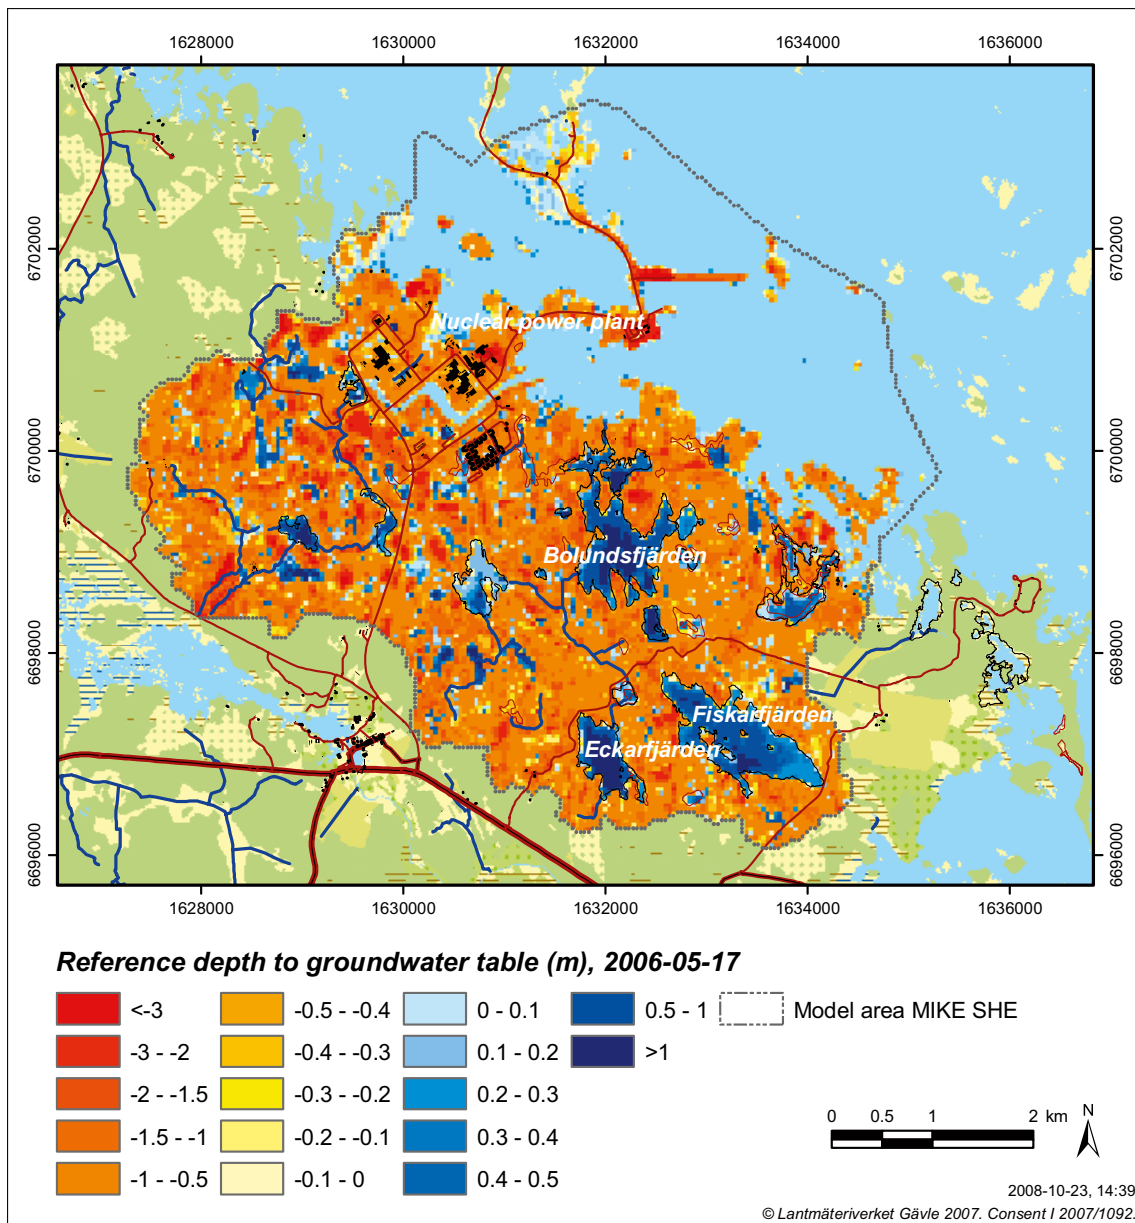 1628000 1630000 1632000 1634000 1636000
6702000 6702000
Nuclear power plant
6700000 6700000
Bolundsfjärden
6698000 6698000
Fiskarfjärden
Eckarfjärden
6696000 6696000
1628000 1630000 1632000 1634000 1636000
Reference depth to groundwater table (m), 2006-05-17
<-3 -0.5 - -0.4 0 - 0.1 0.5 - 1 Model area MIKE SHE
-3 - -2 -0.4 - -0.3 0.1 - 0.2 >1
-2 - -1.5 -0.3 - -0.2 0.2 - 0.3
-1.5 - -1 -0.2 - -0.1 0.3 - 0.4
-1 - -0.5 -0.1 - 0 0.4 - 0.5
0 0.5 1 2 km N
2008-10-23, 14:39
© Lantmäteriverket Gävle 2007. Consent I 2007/1092.